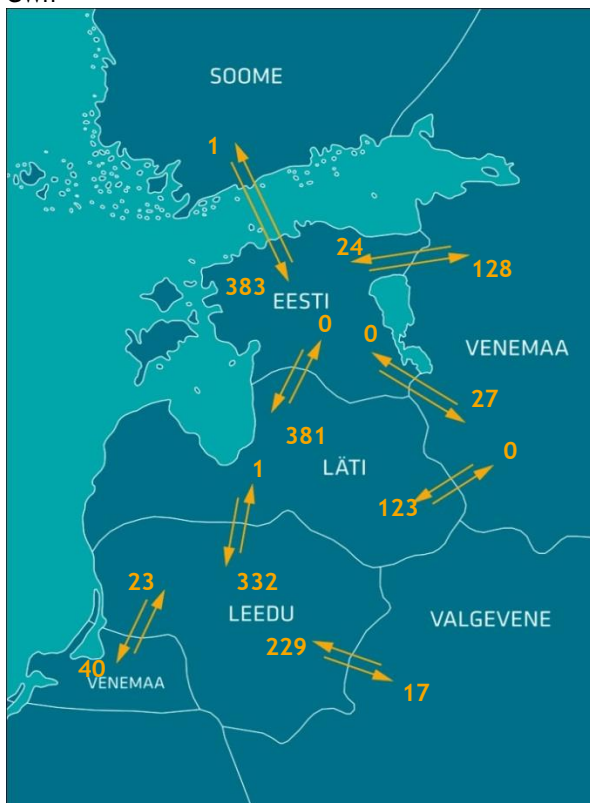 SOOME
1
24
128
383
EESTI
0
0
VENEMAA
27
381
0
LÄTI
1
123
23
332
LEEDU
VALGEVENE
229
40
VENEMAA
17